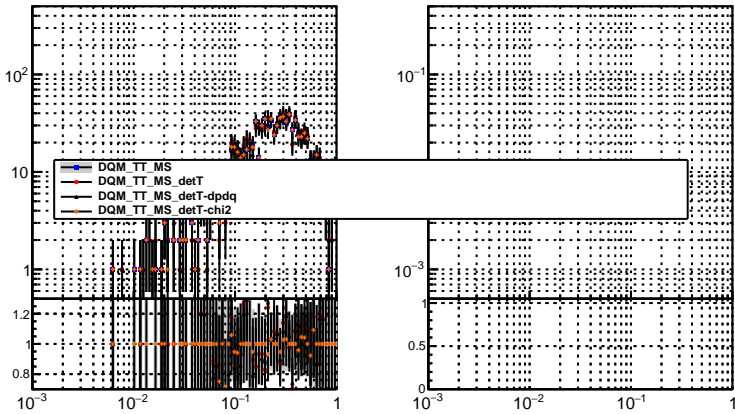 10²
10⁻¹
DQM_TT_MS
DQM_TT_MS_detT
DQM_TT_MS_detT-dpdq
DQM_TT_MS_detT-chi2
10
1
10⁻³
1.2
1
0.8
1
0.5
0
10⁻³ 10⁻² 10⁻¹ 1
10⁻³ 10⁻² 10⁻¹ 1